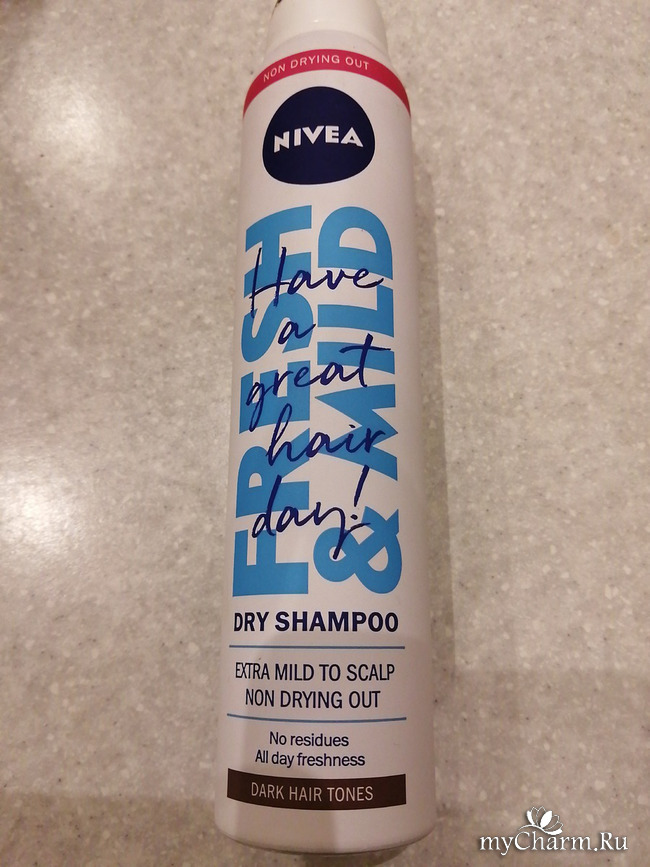 NON DRYING OUT
NIVEA
FRESH
& MILD
Have
a
great
hair
day!
DRY SHAMPOO
EXTRA MILD TO SCALP
NON DRYING OUT
No residues
All day freshness
DARK HAIR TONES
myCharm.Ru